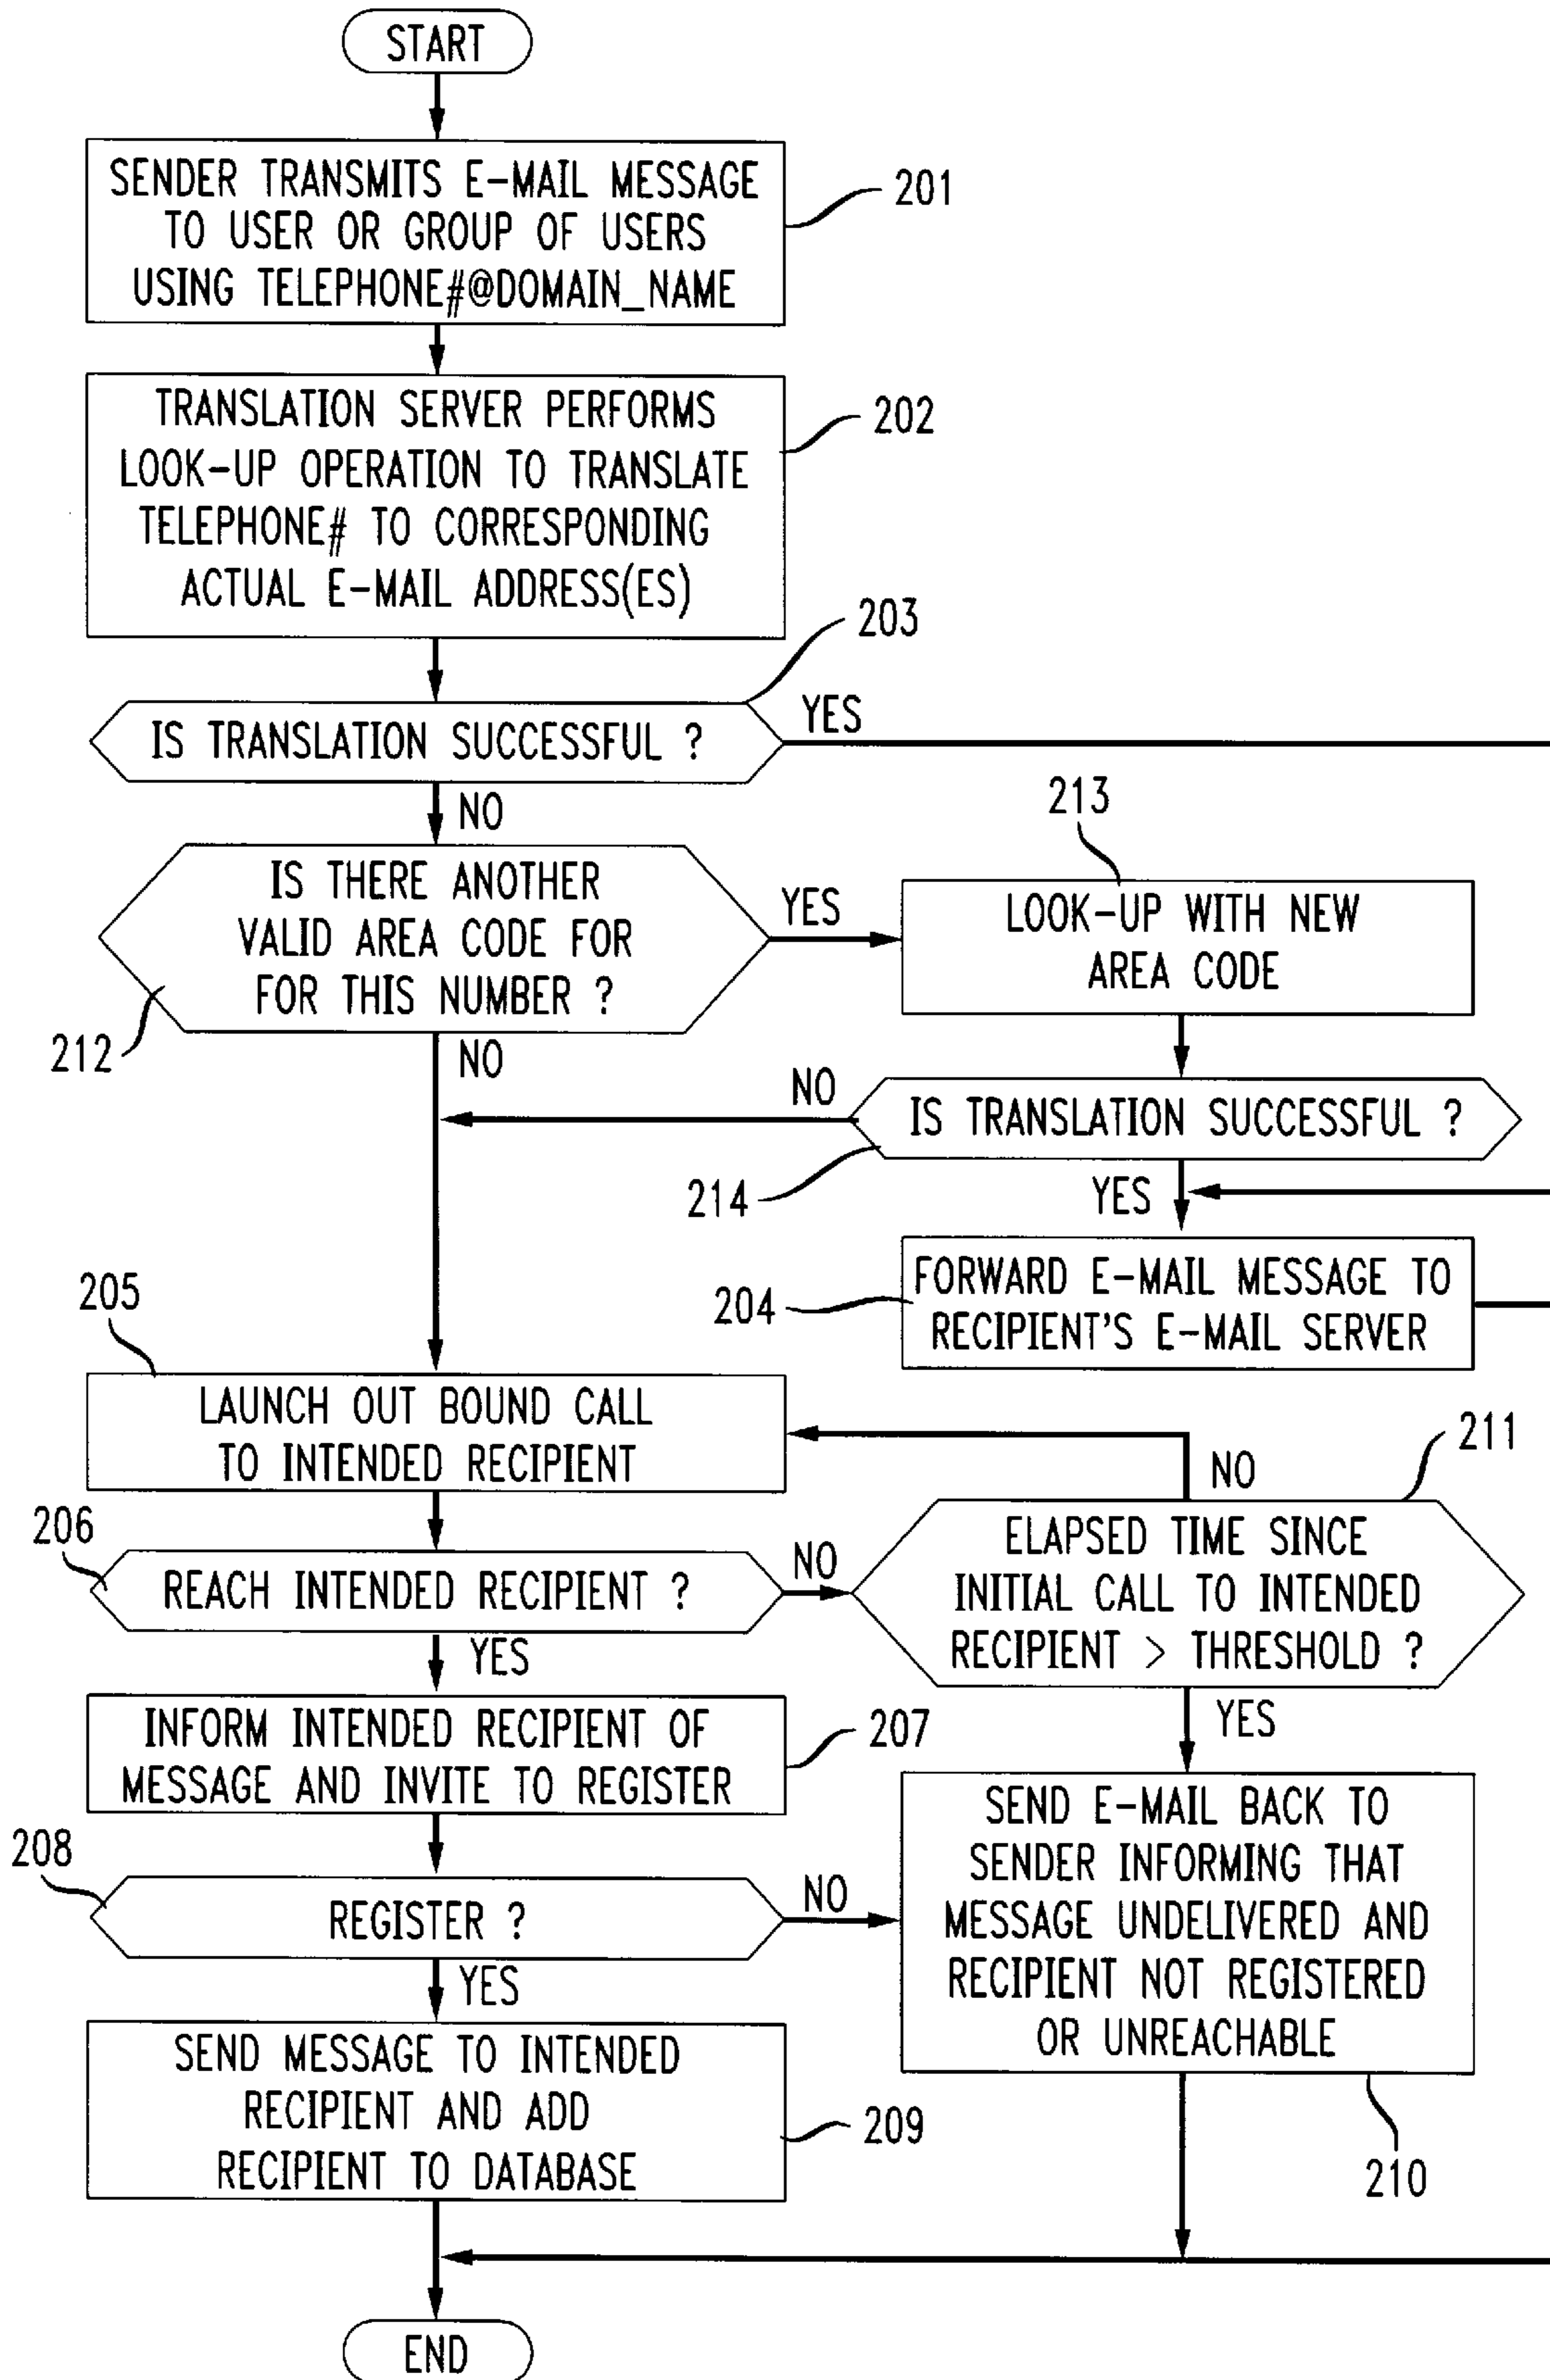 START
SENDER TRANSMITS E-MAIL MESSAGE
TO USER OR GROUP OF USERS
USING TELEPHONE#@DOMAIN_NAME
201
TRANSLATION SERVER PERFORMS
LOOK-UP OPERATION TO TRANSLATE
TELEPHONE# TO CORRESPONDING
ACTUAL E-MAIL ADDRESS(ES)
202
203
IS TRANSLATION SUCCESSFUL ?
YES
NO
IS THERE ANOTHER
VALID AREA CODE FOR
FOR THIS NUMBER ?
212
YES
NO
213
LOOK-UP WITH NEW
AREA CODE
NO
IS TRANSLATION SUCCESSFUL ?
214
YES
FORWARD E-MAIL MESSAGE TO
RECIPIENT'S E-MAIL SERVER
204
205
LAUNCH OUT BOUND CALL
TO INTENDED RECIPIENT
206
REACH INTENDED RECIPIENT ?
NO
YES
211
NO
ELAPSED TIME SINCE
INITIAL CALL TO INTENDED
RECIPIENT > THRESHOLD ?
YES
INFORM INTENDED RECIPIENT OF
MESSAGE AND INVITE TO REGISTER
207
208
REGISTER ?
NO
YES
SEND E-MAIL BACK TO
SENDER INFORMING THAT
MESSAGE UNDELIVERED AND
RECIPIENT NOT REGISTERED
OR UNREACHABLE
210
SEND MESSAGE TO INTENDED
RECIPIENT AND ADD
RECIPIENT TO DATABASE
209
END